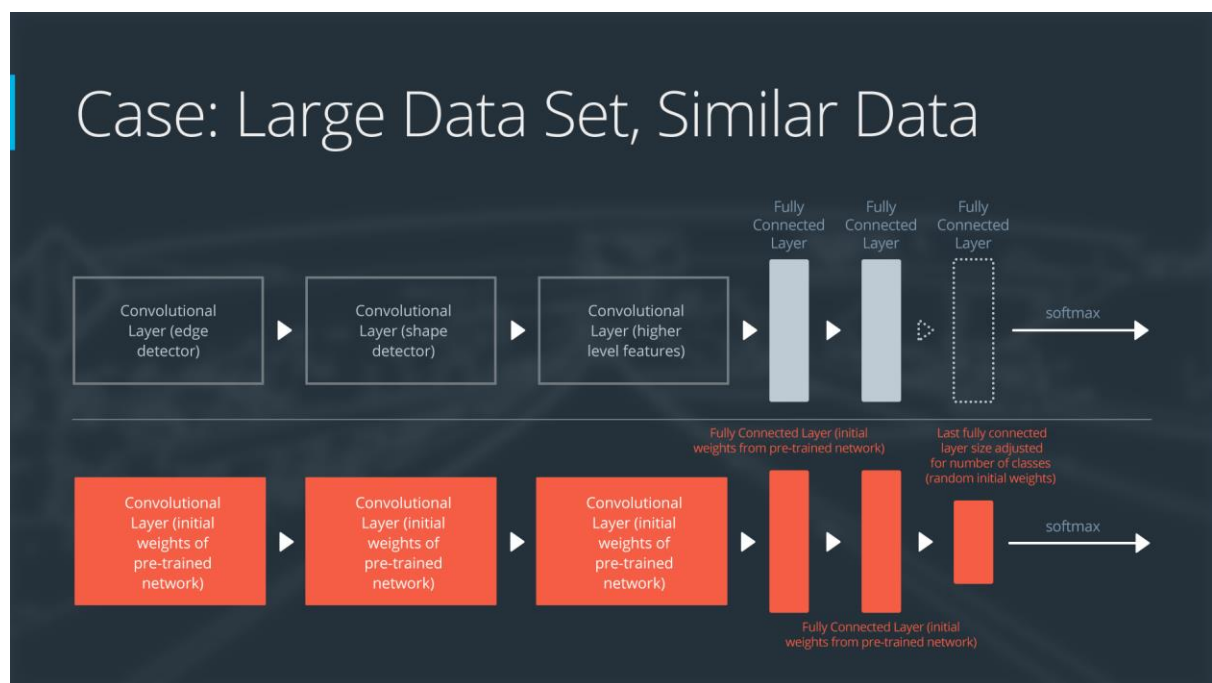 Case: Large Data Set, Similar Data
Fully
Connected
Layer
Fully
Connected
Layer
Fully
Connected
Layer
Convolutional
Layer (edge
detector)
Convolutional
Layer (shape
detector)
Convolutional
Layer (higher
level features)
softmax
Fully Connected Layer (initial
weights from pre-trained network)
Last fully connected
layer size adjusted
for number of classes
(random initial weights)
Convolutional
Layer (initial
weights of
pre-trained
network)
Convolutional
Layer (initial
weights of
pre-trained
network)
Convolutional
Layer (initial
weights of
pre-trained
network)
softmax
Fully Connected Layer (initial
weights from pre-trained network)